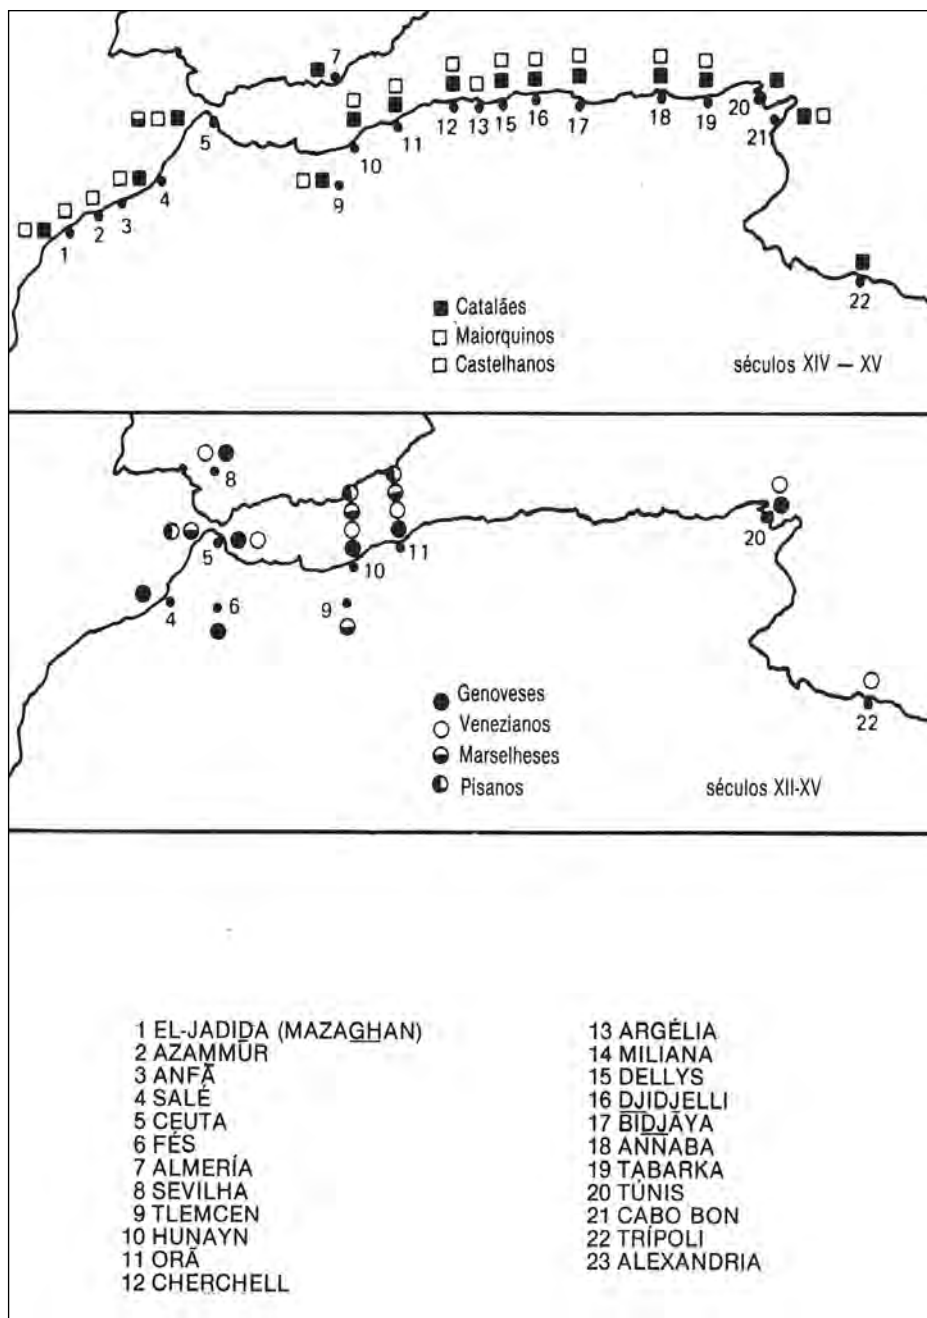 7
20
21
5
12
13
15
16
17
18
19
11
10
9
4
3
2
1
22
Catalães
Maiorquinos
Castelhanos
séculos XIV — XV
8
5
20
11
10
4
6
9
22
Genoveses
Venezianos
Marselheses
Pisanos
séculos XII-XV
1 EL-JADIDA (MAZAGHAN)
2 AZAMMŪR
3 ANFĀ
4 SALÉ
5 CEUTA
6 FÉS
7 ALMERÍA
8 SEVILHA
9 TLEMCEN
10 HUNAYN
11 ORÃ
12 CHERCHELL
13 ARGÉLIA
14 MILIANA
15 DELLYS
16 DJIDJELLI
17 BIDJĀYA
18 ANNABA
19 TABARKA
20 TÚNIS
21 CABO BON
22 TRÍPOLI
23 ALEXANDRIA